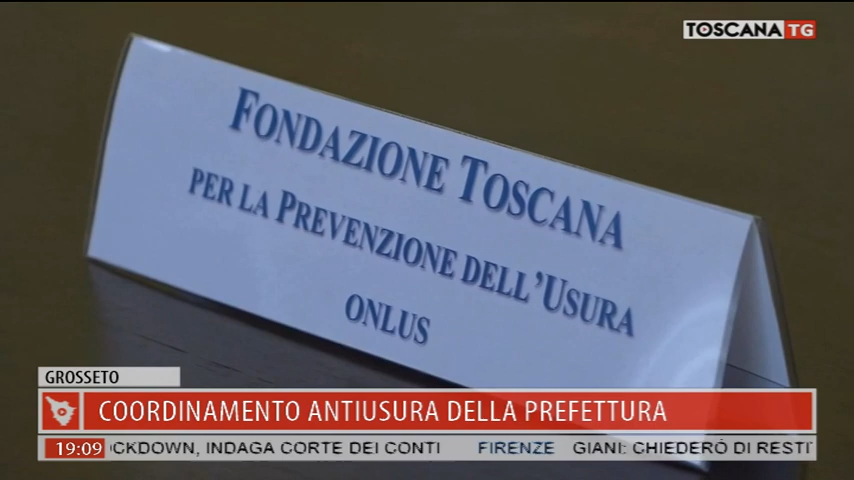 TOSCANA TG
FONDAZIONE TOSCANA
PER LA PREVENZIONE DELL'USURA
ONLUS
GROSSETO
COORDINAMENTO ANTIUSURA DELLA PREFETTURA
19:09 OCKDOWN, INDAGA CORTE DEI CONTI FIRENZE GIANI: CHIEDERÒ DI RESTI